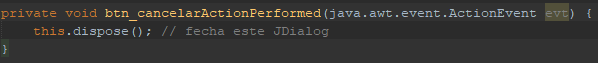 private void btn_cancelarActionPerformed(java.awt.event.ActionEvent evt) {
    this.dispose(); // fecha este JDialog
}